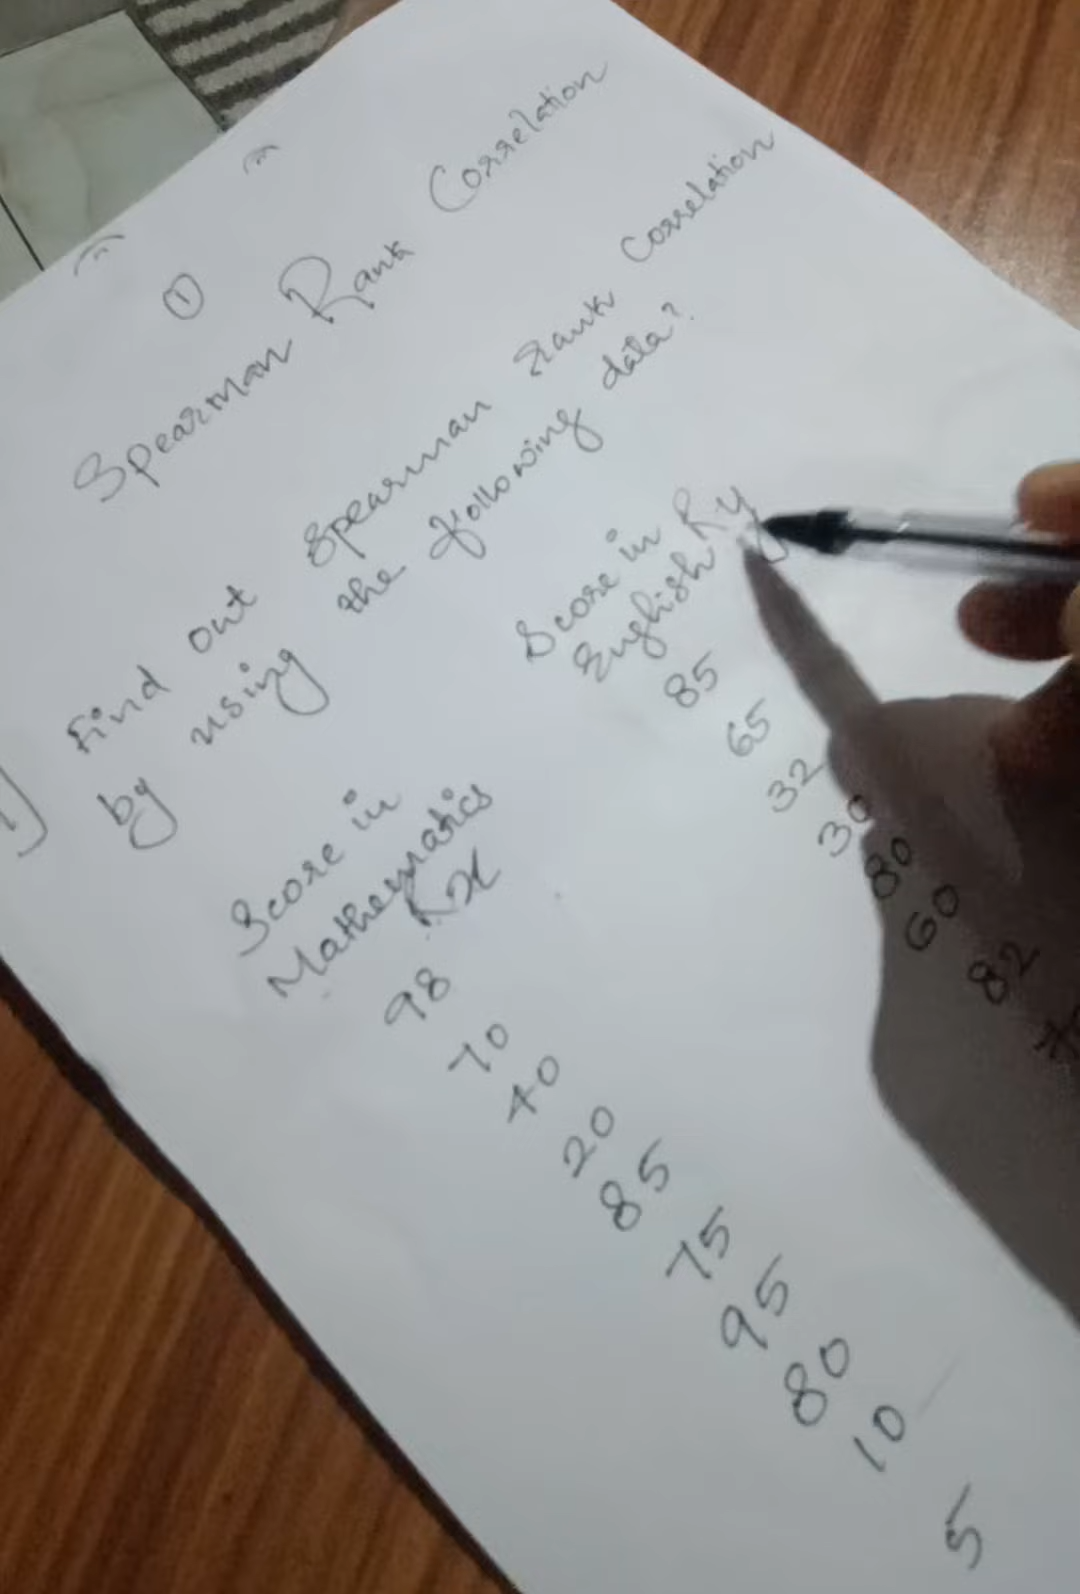 ①
Spearman Rank Correlation
1] Find out spearman rank correlation
by using the following data?
Score in
Mathematics
Rx
98
70
40
20
85
75
95
80
10
5
Score in
English Ry
85
65
32
30
80
60
82